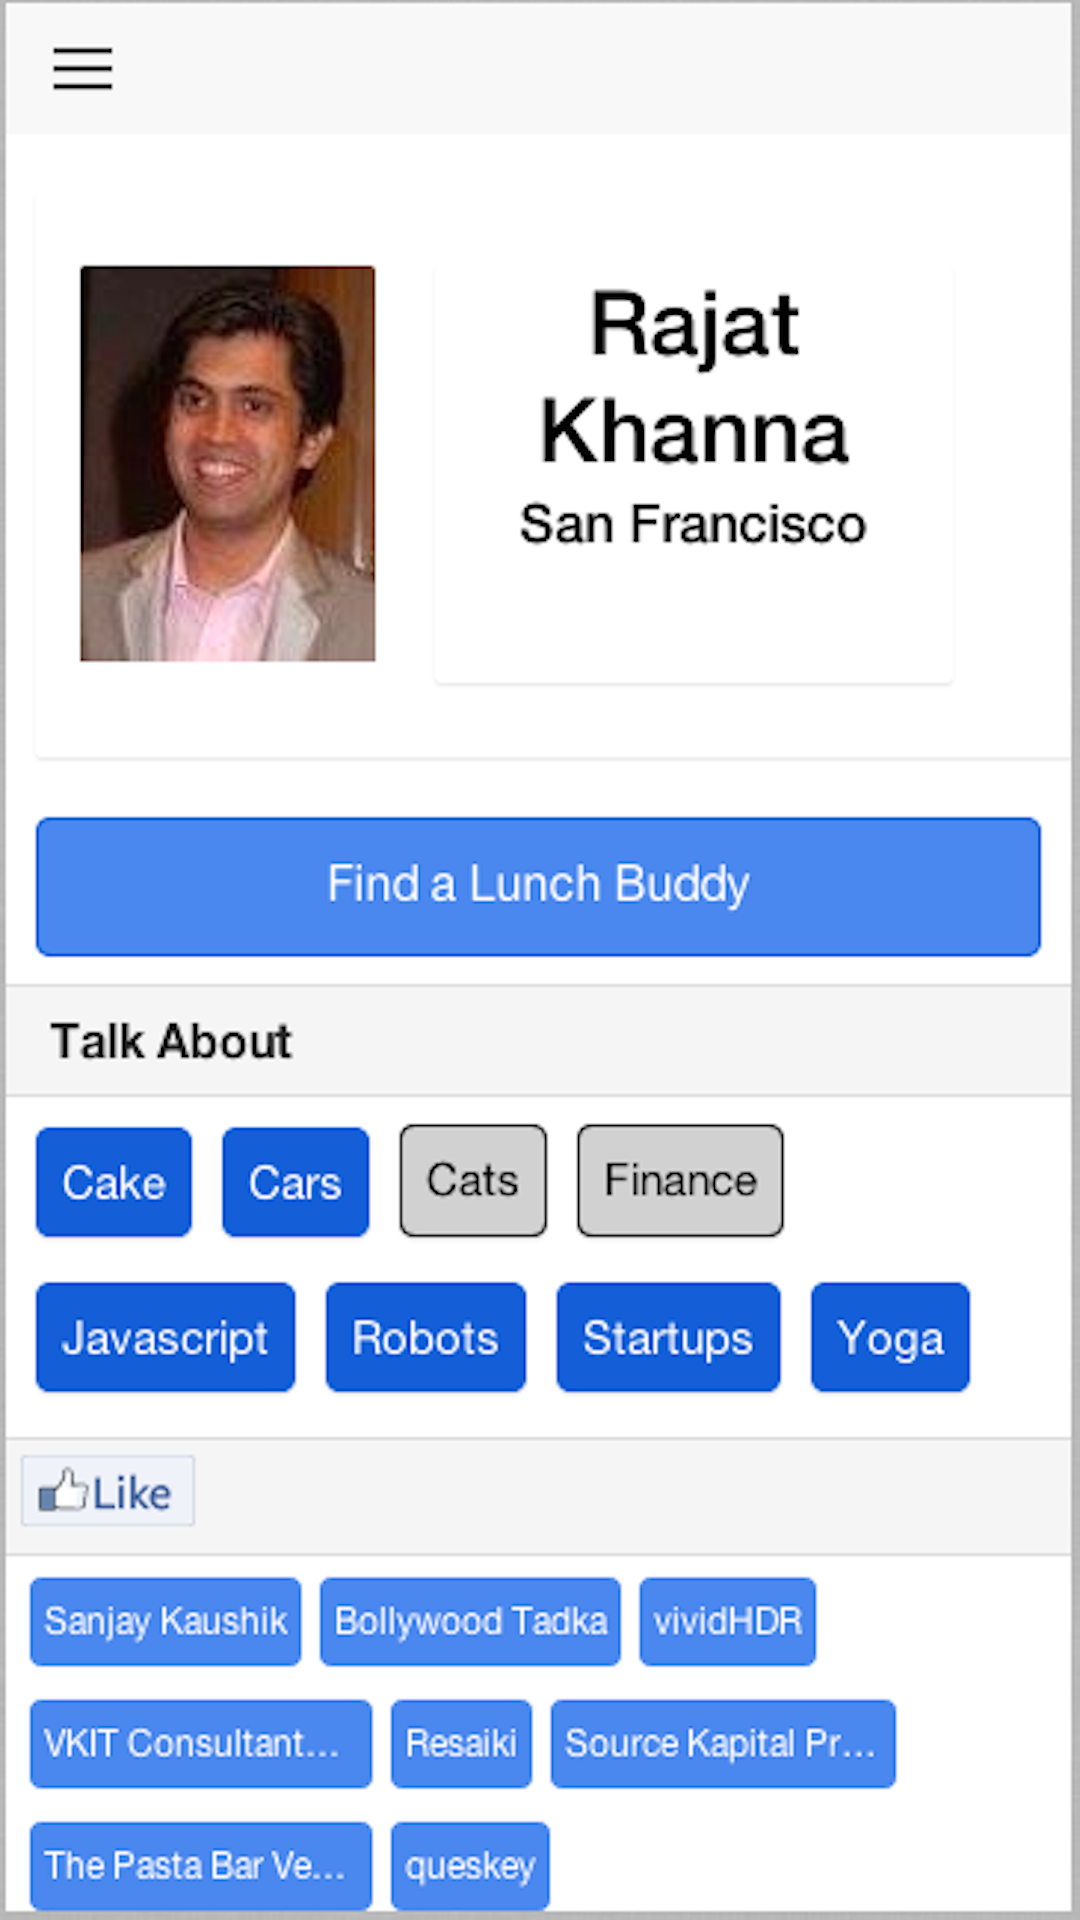 Rajat
Khanna
San Francisco
Find a Lunch Buddy
Talk About
Cake Cars Cats Finance
Javascript Robots Startups Yoga
Like
Sanjay Kaushik Bollywood Tadka vividHDR
VKIT Consultant... Resaiki Source Kapital Pr...
The Pasta Bar Ve... queskey